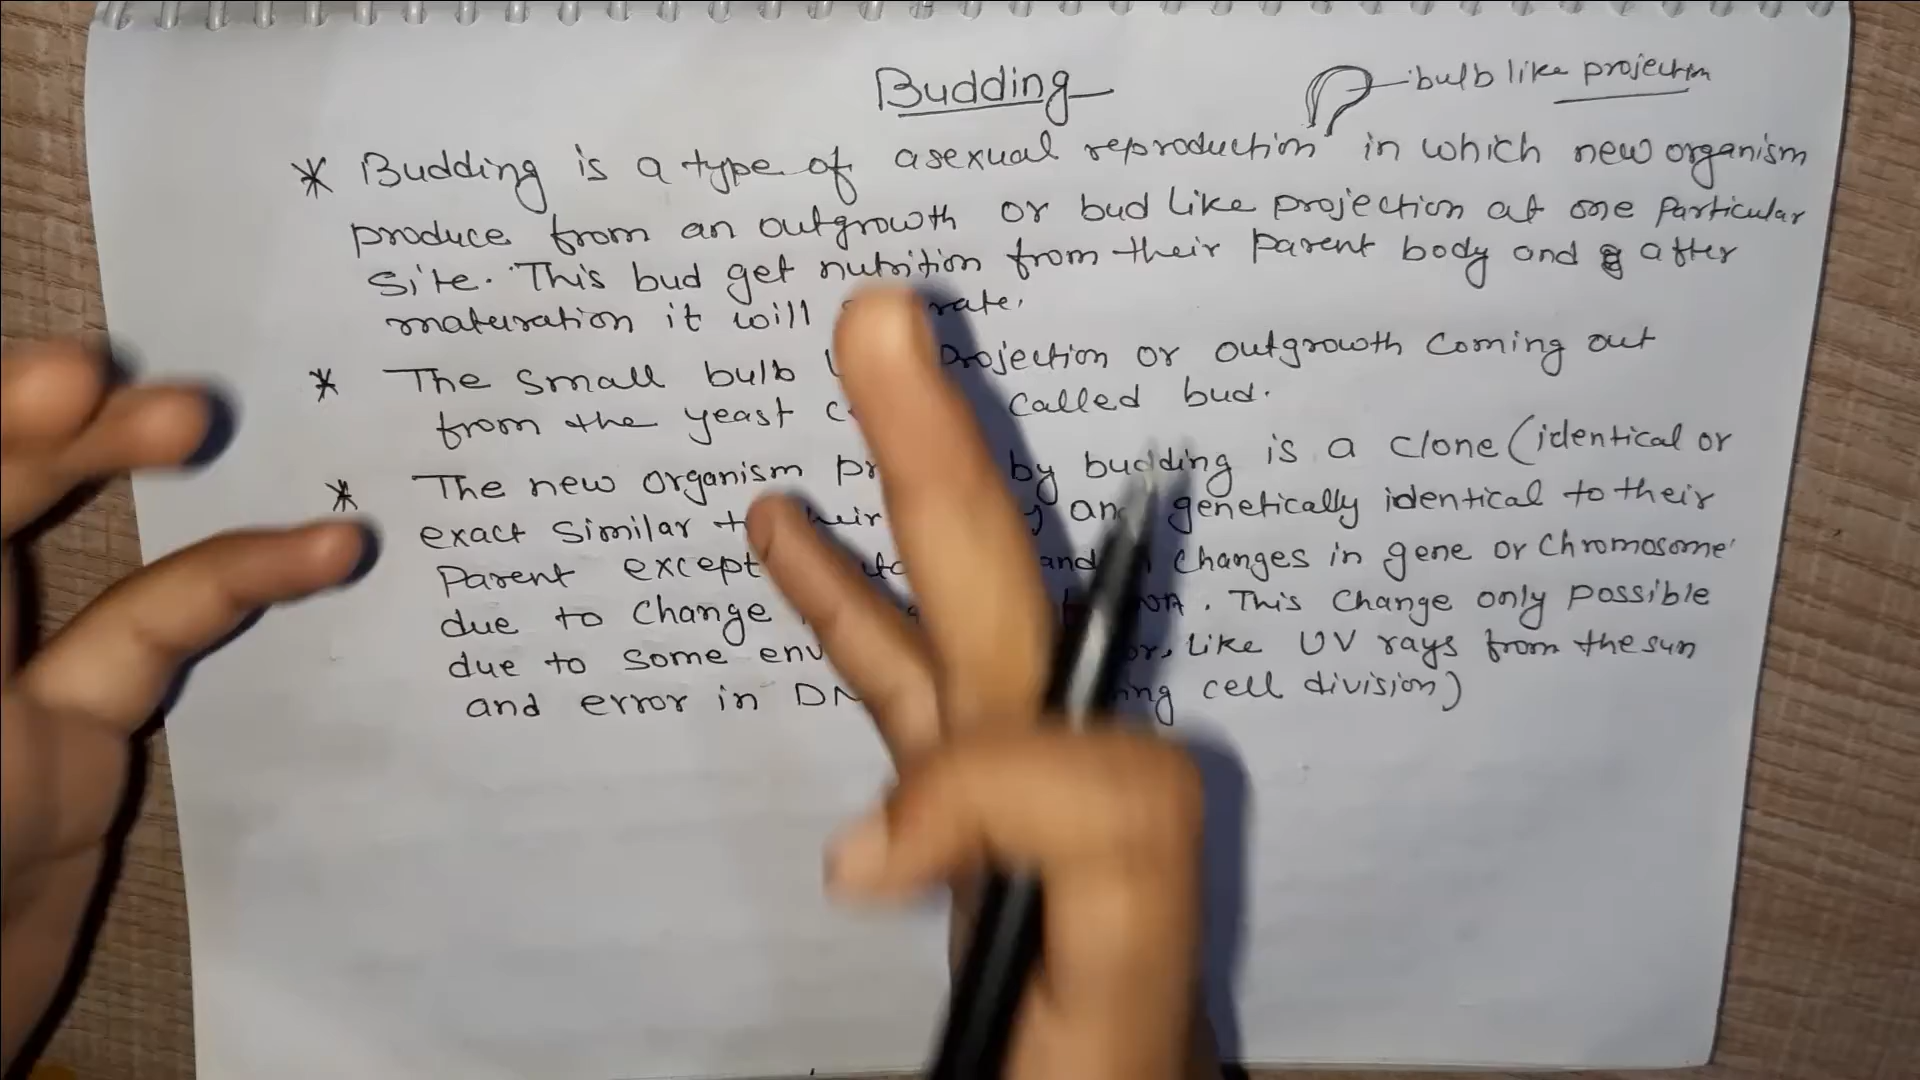 Budding
bulb like projection
* Budding is a type of asexual reproduction in which new organism
produce from an outgrowth or bud like projection at one particular
site. This bud get nutrition from their parent body and after
maturation it will
* The small bulb projection or outgrowth coming out
from the yeast called bud.
* The new organism by budding is a clone (identical or
exact similar genetically identical to their
parent except changes in gene or chromosome
due to change This change only possible
due to some like UV rays from the sun
and error in cell division)